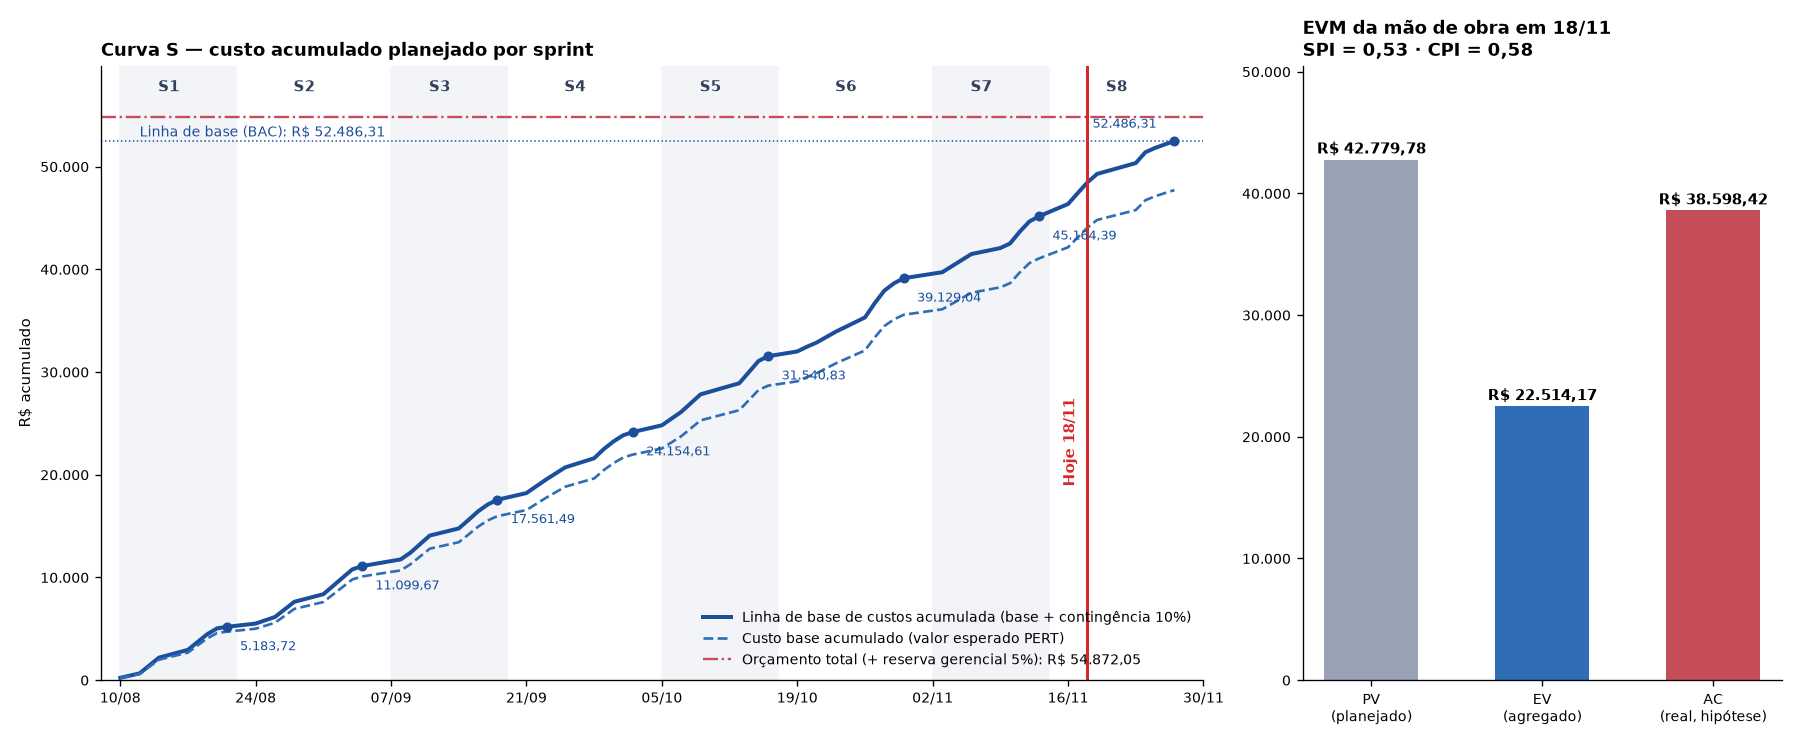 Curva S — custo acumulado planejado por sprint
S1
S2
S3
S4
S5
S6
S7
S8
Linha de base (BAC): R$ 52.486,31
52.486,31
45.164,39
39.129,04
31.540,83
24.154,61
17.561,49
11.099,67
5.183,72
Hoje 18/11
R$ acumulado
50.000
40.000
30.000
20.000
10.000
0
10/08
24/08
07/09
21/09
05/10
19/10
02/11
16/11
30/11
Linha de base de custos acumulada (base + contingência 10%)
Custo base acumulado (valor esperado PERT)
Orçamento total (+ reserva gerencial 5%): R$ 54.872,05
EVM da mão de obra em 18/11
SPI = 0,53 · CPI = 0,58
50.000
40.000
30.000
20.000
10.000
0
R$ 42.779,78
R$ 22.514,17
R$ 38.598,42
PV
(planejado)
EV
(agregado)
AC
(real, hipótese)